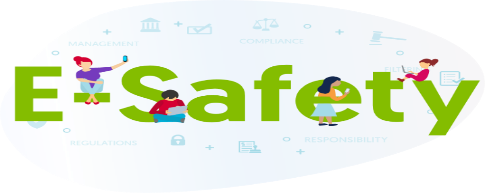 MANAGEMENT
COMPLIANCE
E-Safety
REGULATIONS
RESPONSIBILITY